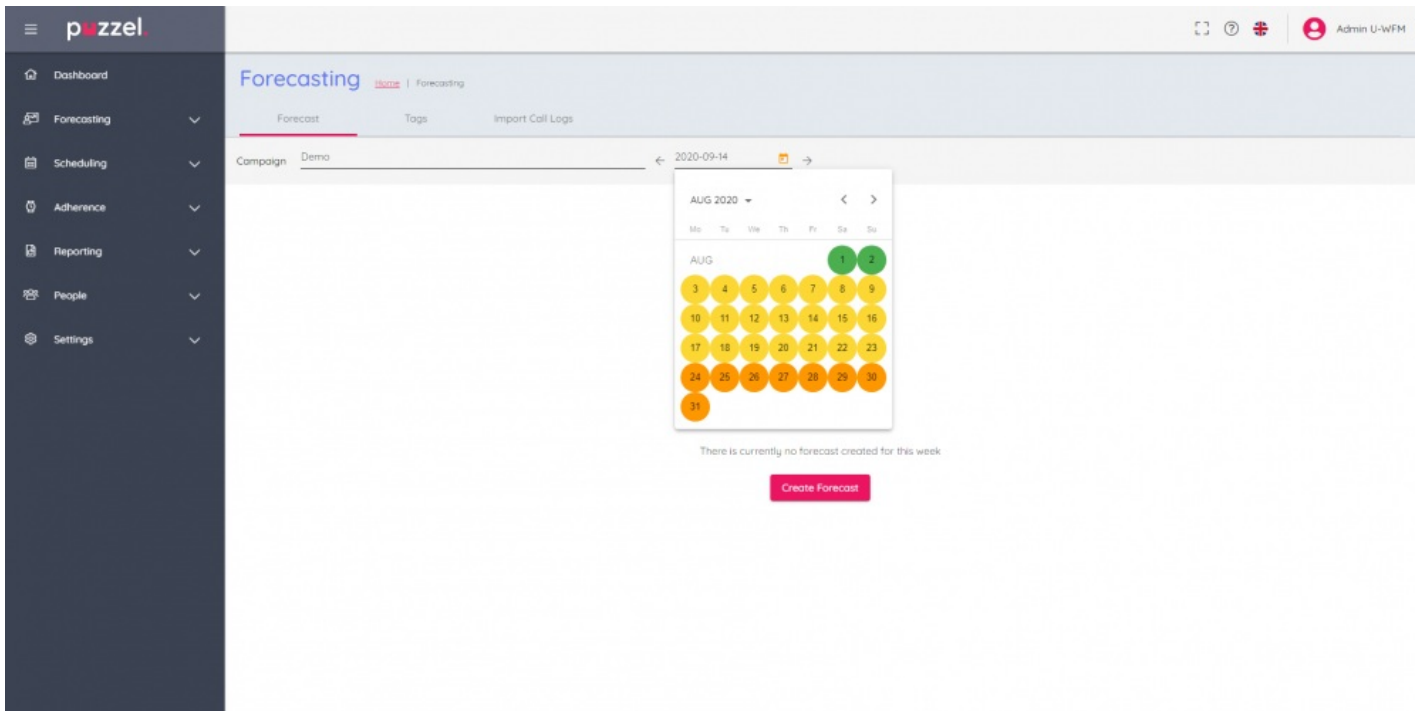 puzzel.
Admin U-WFM
Dashboard
Forecasting
Scheduling
Adherence
Reporting
People
Settings
Forecasting Home | Forecasting
Forecast Tags Import Call Logs
Campaign Demo 2020-09-14
AUG 2020
Mo Tu We Th Fr Sa Su
AUG 1 2
3 4 5 6 7 8 9
10 11 12 13 14 15 16
17 18 19 20 21 22 23
24 25 26 27 28 29 30
31
There is currently no forecast created for this week
Create Forecast